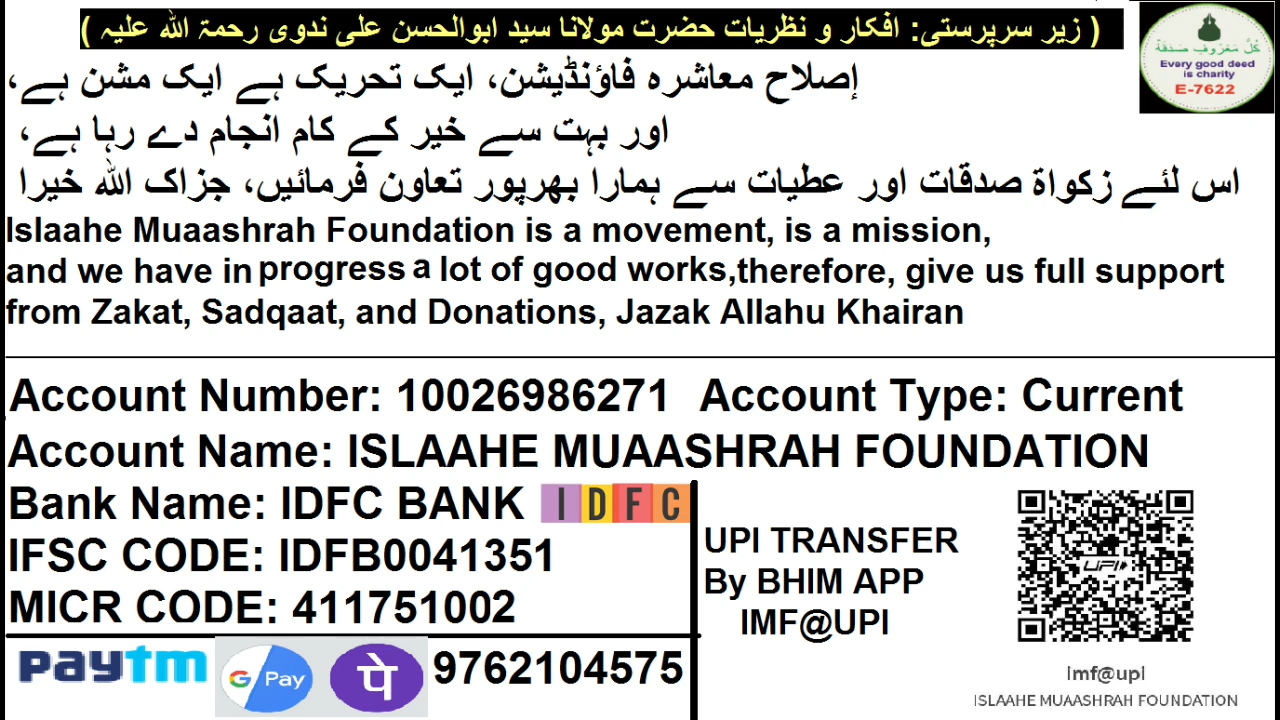 ( زیر سرپرستی: افکار و نظریات حضرت مولانا سید ابوالحسن علی ندوی رحمۃ اللہ علیہ )
كُلُّ مَعْرُوفٍ صَدَقَةٌ
Every good deed
is charity
E-7622
إصلاح معاشرہ فاؤنڈیشن، ایک تحریک ہے ایک مشن ہے،
اور بہت سے خیر کے کام انجام دے رہا ہے،
اس لئے زکواة صدقات اور عطیات سے ہمارا بھرپور تعاون فرمائیں، جزاک اللہ خیرا
Islaahe Muaashrah Foundation is a movement, is a mission,
and we have in progress a lot of good works,therefore, give us full support
from Zakat, Sadqaat, and Donations, Jazak Allahu Khairan
Account Number: 10026986271 Account Type: Current
Account Name: ISLAAHE MUAASHRAH FOUNDATION
Bank Name: IDFC BANK IDFC
IFSC CODE: IDFB0041351
MICR CODE: 411751002
UPI TRANSFER
By BHIM APP
IMF@UPI
UPI
imf@upi
ISLAAHE MUAASHRAH FOUNDATION
paytm G Pay पे 9762104575